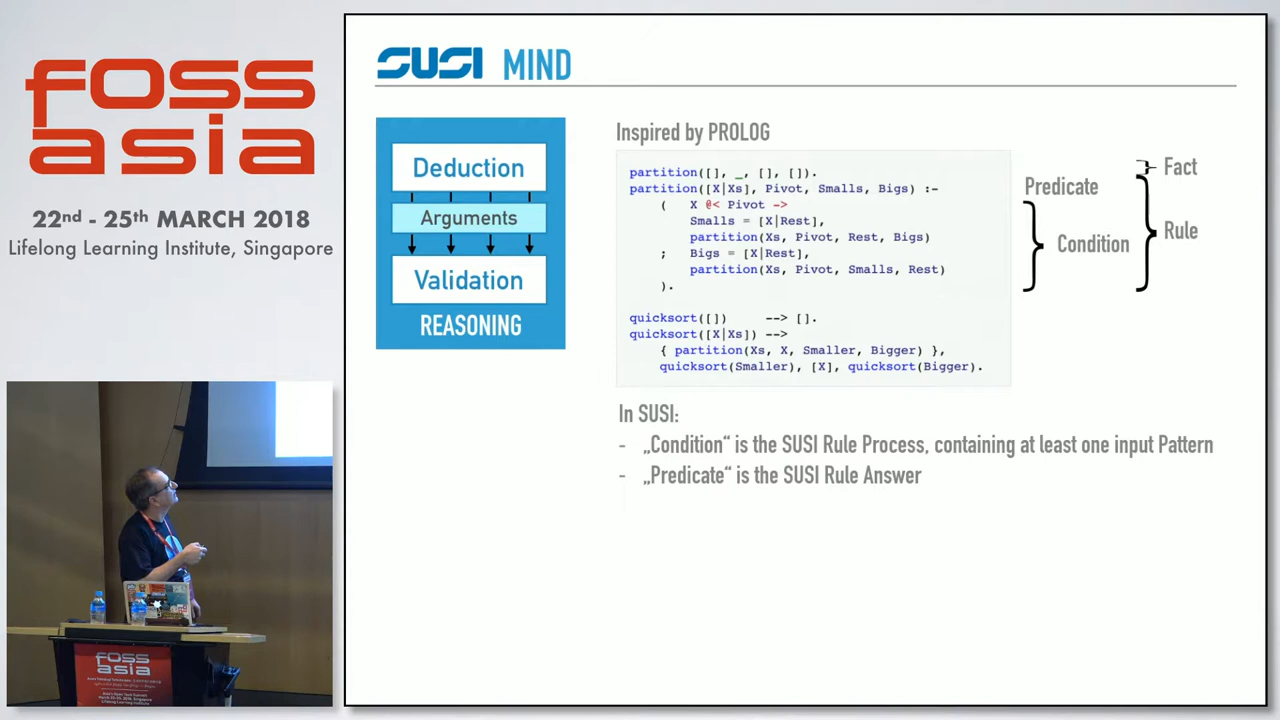 foss
asia
22nd - 25th MARCH 2018
Lifelong Learning Institute, Singapore
SUSI MIND
Deduction
Arguments
Validation
REASONING
Inspired by PROLOG
partition([], _, [], []).
partition([X|Xs], Pivot, Smalls, Bigs) :-
( X @< Pivot ->
Smalls = [X|Rest],
partition(Xs, Pivot, Rest, Bigs)
; Bigs = [X|Rest],
partition(Xs, Pivot, Smalls, Rest)
).
quicksort([]) --> [].
quicksort([X|Xs]) -->
{ partition(Xs, X, Smaller, Bigger) },
quicksort(Smaller), [X], quicksort(Bigger).
Fact
Predicate
Rule
Condition
In SUSI:
- „Condition“ is the SUSI Rule Process, containing at least one input Pattern
- „Predicate“ is the SUSI Rule Answer
foss
asia